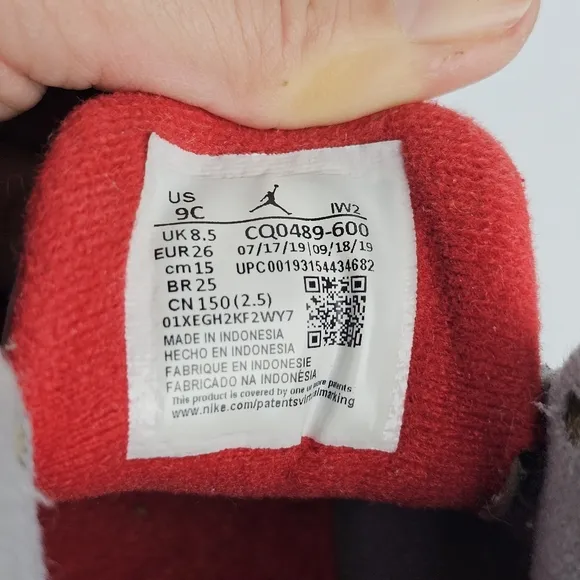 US
9C
IW2
UK 8.5 CQ0489-600
EUR 26 07/17/19 | 09/18/19
cm 15 UPC00193154434682
BR 25
CN 150 (2.5)
01XEGH2KF2WY7
MADE IN INDONESIA
HECHO EN INDONESIA
FABRIQUE EN INDONESIE
FABRICADO NA INDONÉSIA
This product is covered by one or more patents
www.nike.com/patentsvirtualmarking